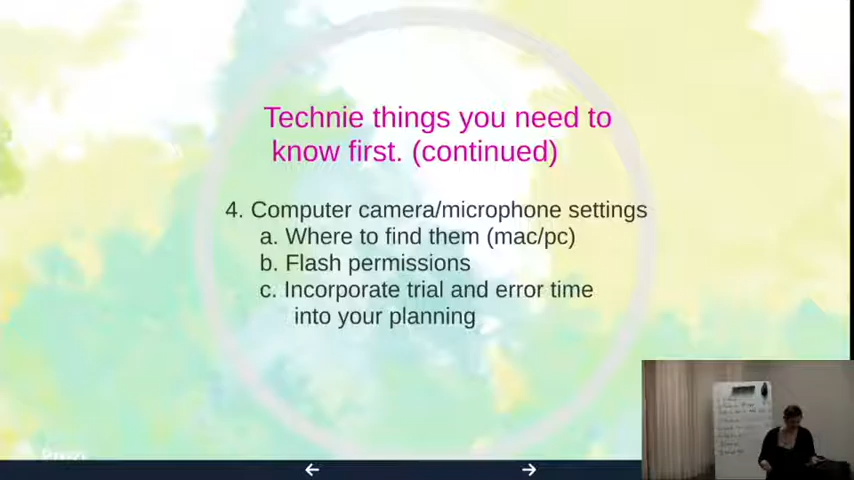 Technie things you need to
know first. (continued)
4. Computer camera/microphone settings
a. Where to find them (mac/pc)
b. Flash permissions
c. Incorporate trial and error time
into your planning